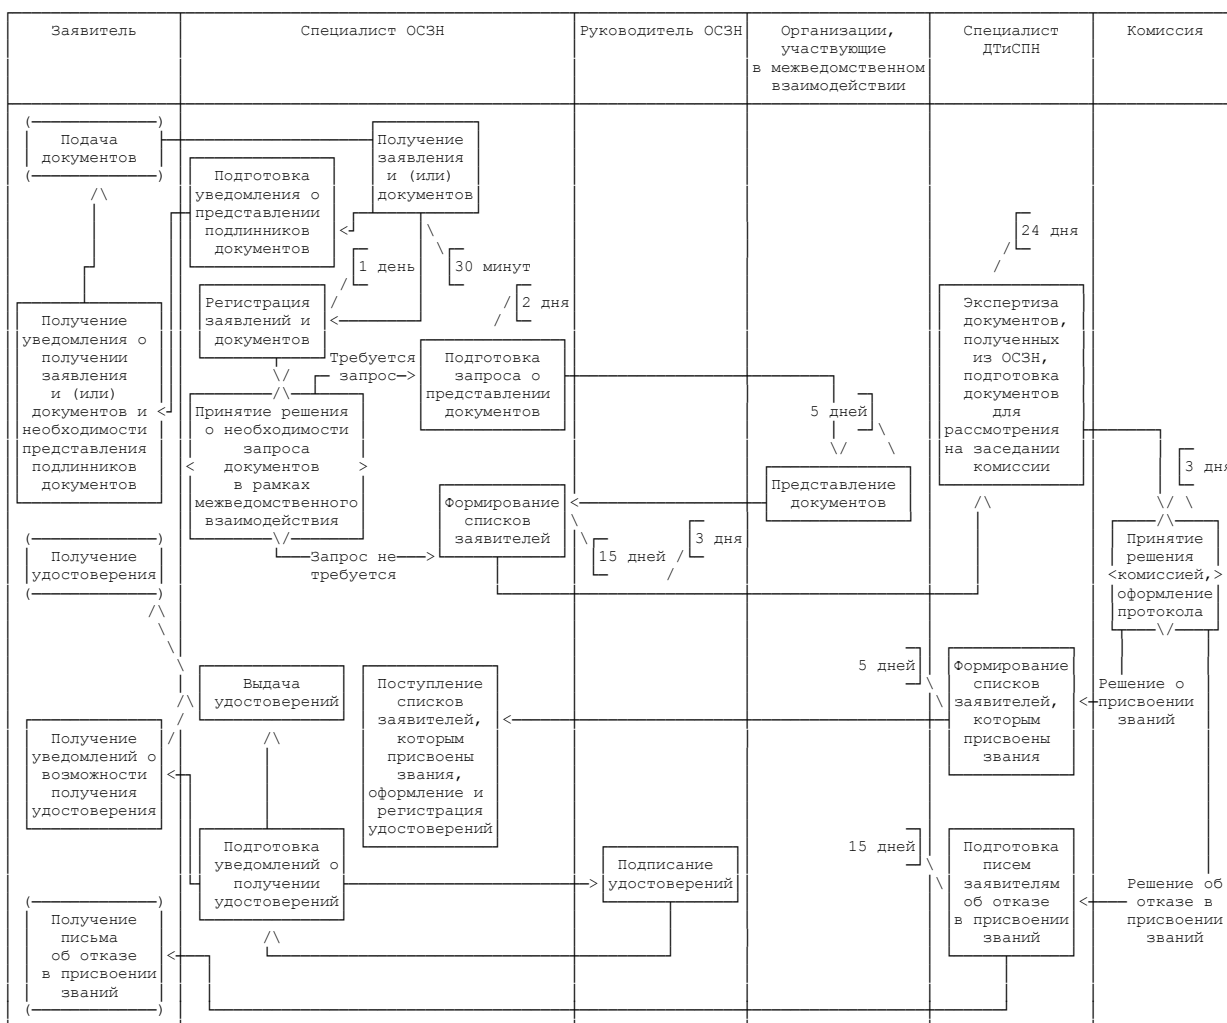 Заявитель
Специалист ОСЗН
Руководитель ОСЗН
Организации,
участвующие
в межведомственном
взаимодействии
Специалист
ДТиСПН
Комиссия
Подача
документов
Получение
заявления
и (или)
документов
Подготовка
уведомления о
представлении
подлинников
документов
24 дня
1 день
30 минут
2 дня
Получение
уведомления о
получении
заявления
и (или)
документов и
необходимости
представления
подлинников
документов
Регистрация
заявлений и
документов
Требуется
запрос
Подготовка
запроса о
представлении
документов
Экспертиза
документов,
полученных
из ОСЗН,
подготовка
документов
для
рассмотрения
на заседании
комиссии
Принятие решения
о необходимости
запроса
документов
в рамках
межведомственного
взаимодействия
5 дней
3 дня
Представление
документов
Формирование
списков
заявителей
15 дней
3 дня
Запрос не
требуется
Получение
удостоверения
Принятие
решения
комиссией,
оформление
протокола
Выдача
удостоверений
Поступление
списков
заявителей,
которым
присвоены
звания,
оформление и
регистрация
удостоверений
5 дней
Формирование
списков
заявителей,
которым
присвоены
звания
Решение о
присвоении
званий
Получение
уведомлений о
возможности
получения
удостоверения
Подготовка
уведомлений о
получении
удостоверений
Подписание
удостоверений
15 дней
Подготовка
писем
заявителям
об отказе
в присвоении
званий
Решение об
отказе в
присвоении
званий
Получение
письма
об отказе
в присвоении
званий